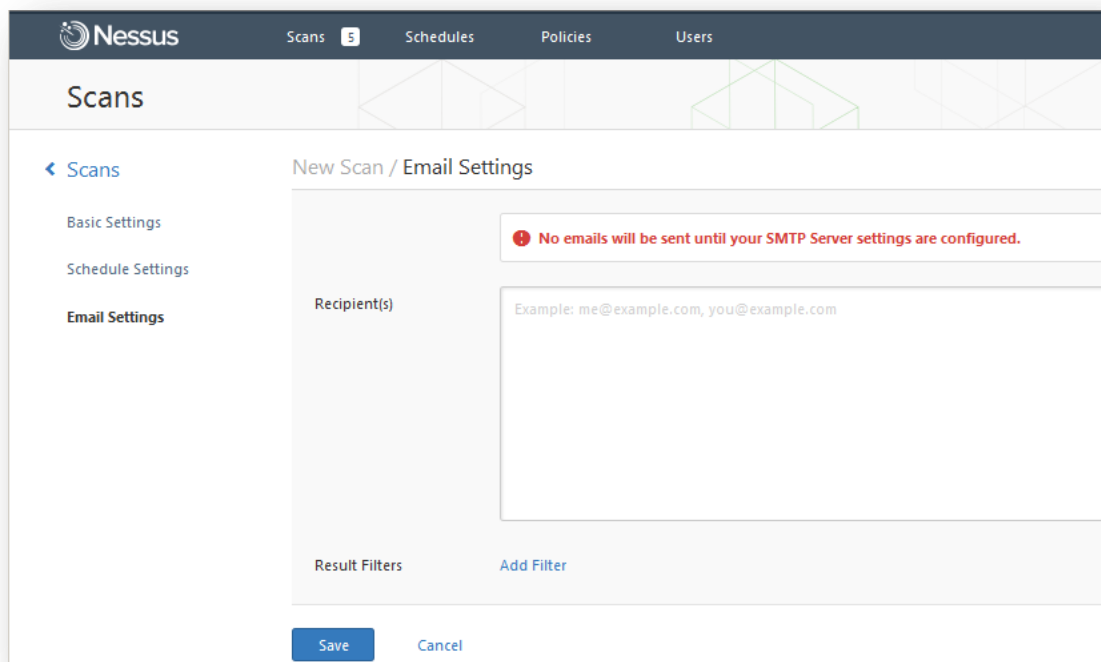 Nessus
Scans 5 Schedules Policies Users
Scans
Scans
New Scan / Email Settings
Basic Settings
No emails will be sent until your SMTP Server settings are configured.
Schedule Settings
Recipient(s)
Example: me@example.com, you@example.com
Email Settings
Result Filters
Add Filter
Save
Cancel